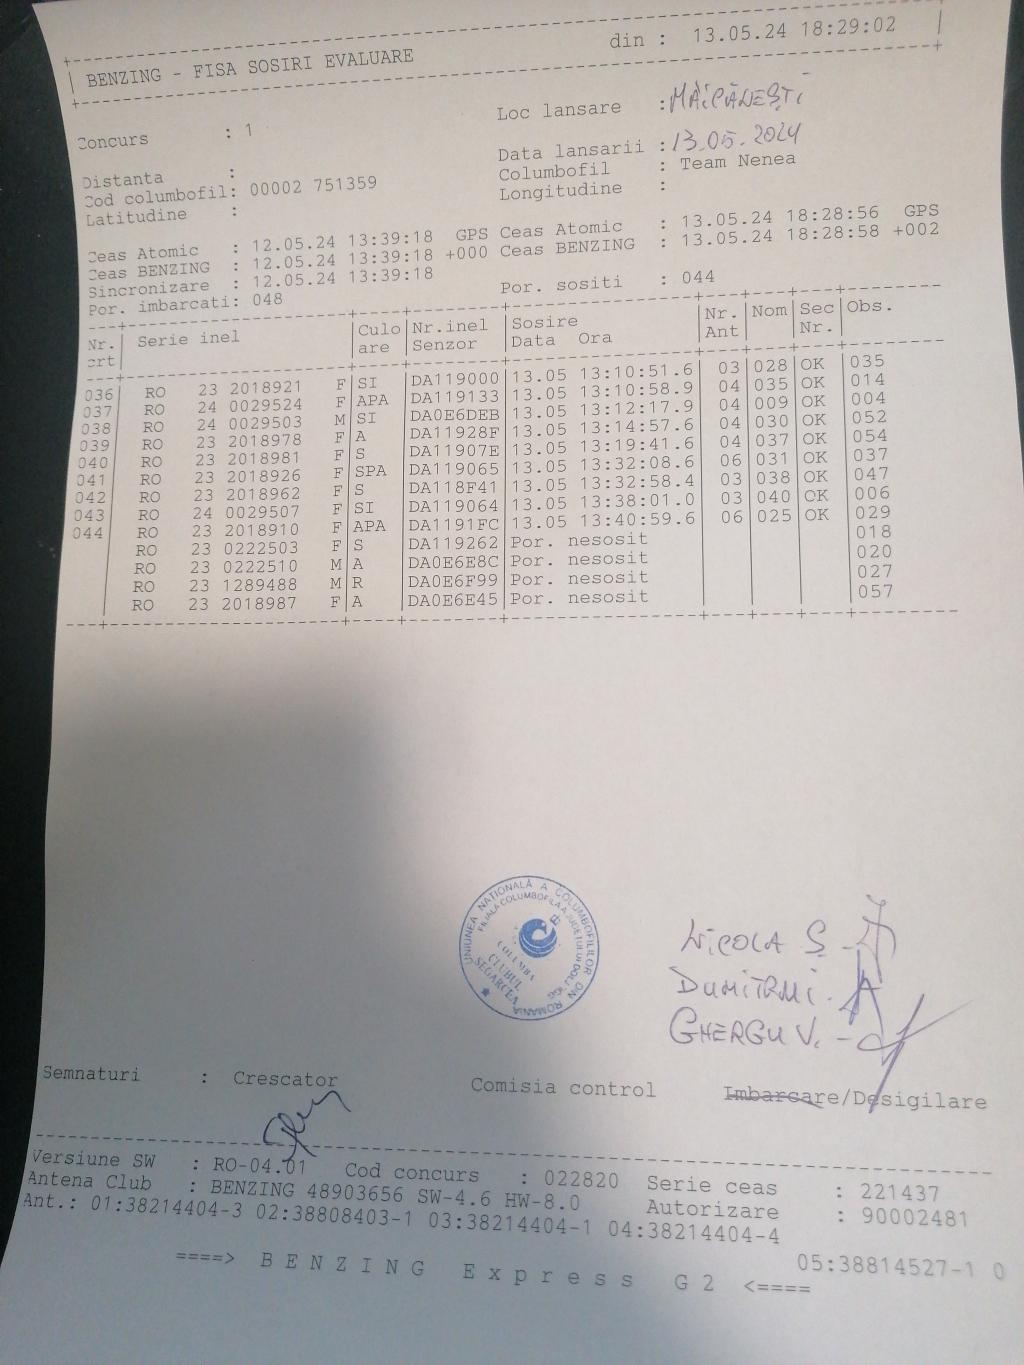 BENZING - FISA SOSIRI EVALUARE din : 13.05.24 18:29:02
Concurs : 1 Loc lansare : MĂICĂNEȘTI
Data lansarii : 13.05.2024
Distanta : Columbofil : Team Nenea
Cod columbofil: 00002 751359 Longitudine :
Latitudine :
Ceas Atomic : 12.05.24 13:39:18 GPS Ceas Atomic : 13.05.24 18:28:56 GPS
Ceas BENZING : 12.05.24 13:39:18 +000 Ceas BENZING : 13.05.24 18:28:58 +002
Sincronizare : 12.05.24 13:39:18
Por. imbarcati: 048 Por. sositi : 044
Nr. Serie inel Culo Nr.inel Sosire Nr. Nom Sec Obs.
crt are Senzor Data Ora Ant Nr.
036 RO 23 2018921 F SI DA119000 13.05 13:10:51.6 03 028 OK 035
037 RO 24 0029524 F APA DA119133 13.05 13:10:58.9 04 035 OK 014
038 RO 24 0029503 M SI DA0E6DEB 13.05 13:12:17.9 04 009 OK 004
039 RO 23 2018978 F A DA11928F 13.05 13:14:57.6 04 030 OK 052
040 RO 23 2018981 F S DA11907E 13.05 13:19:41.6 04 037 OK 054
041 RO 23 2018926 F SPA DA119065 13.05 13:32:08.6 06 031 OK 037
042 RO 23 2018962 F S DA118F41 13.05 13:32:58.4 03 038 OK 047
043 RO 24 0029507 F SI DA119064 13.05 13:38:01.0 03 040 OK 006
044 RO 23 2018910 F APA DA1191FC 13.05 13:40:59.6 06 025 OK 029
RO 23 0222503 F S DA119262 Por. nesosit 018
RO 23 0222510 M A DA0E6E8C Por. nesosit 020
RO 23 1289488 M R DA0E6F99 Por. nesosit 027
RO 23 2018987 F A DA0E6E45 Por. nesosit 057
UNIUNEA NATIONALĂ A COLUMBOFILILOR DIN ROMANIA
FILIALA COLUMBOFILA A JUDETULUI DOLJ
COLUMBA
CLUBUL
SEGARCEA
NICOLA Ș. -
DUMITRU I.
GHERGU V. -
Semnaturi : Crescator Comisia control Imbarcare/Desigilare
Versiune SW : RO-04.01 Cod concurs : 022820 Serie ceas : 221437
Antena Club : BENZING 48903656 SW-4.6 HW-8.0 Autorizare : 90002481
Ant.: 01:38214404-3 02:38808403-1 03:38214404-1 04:38214404-4
05:38814527-1 0
====> BENZING Express G2 <====